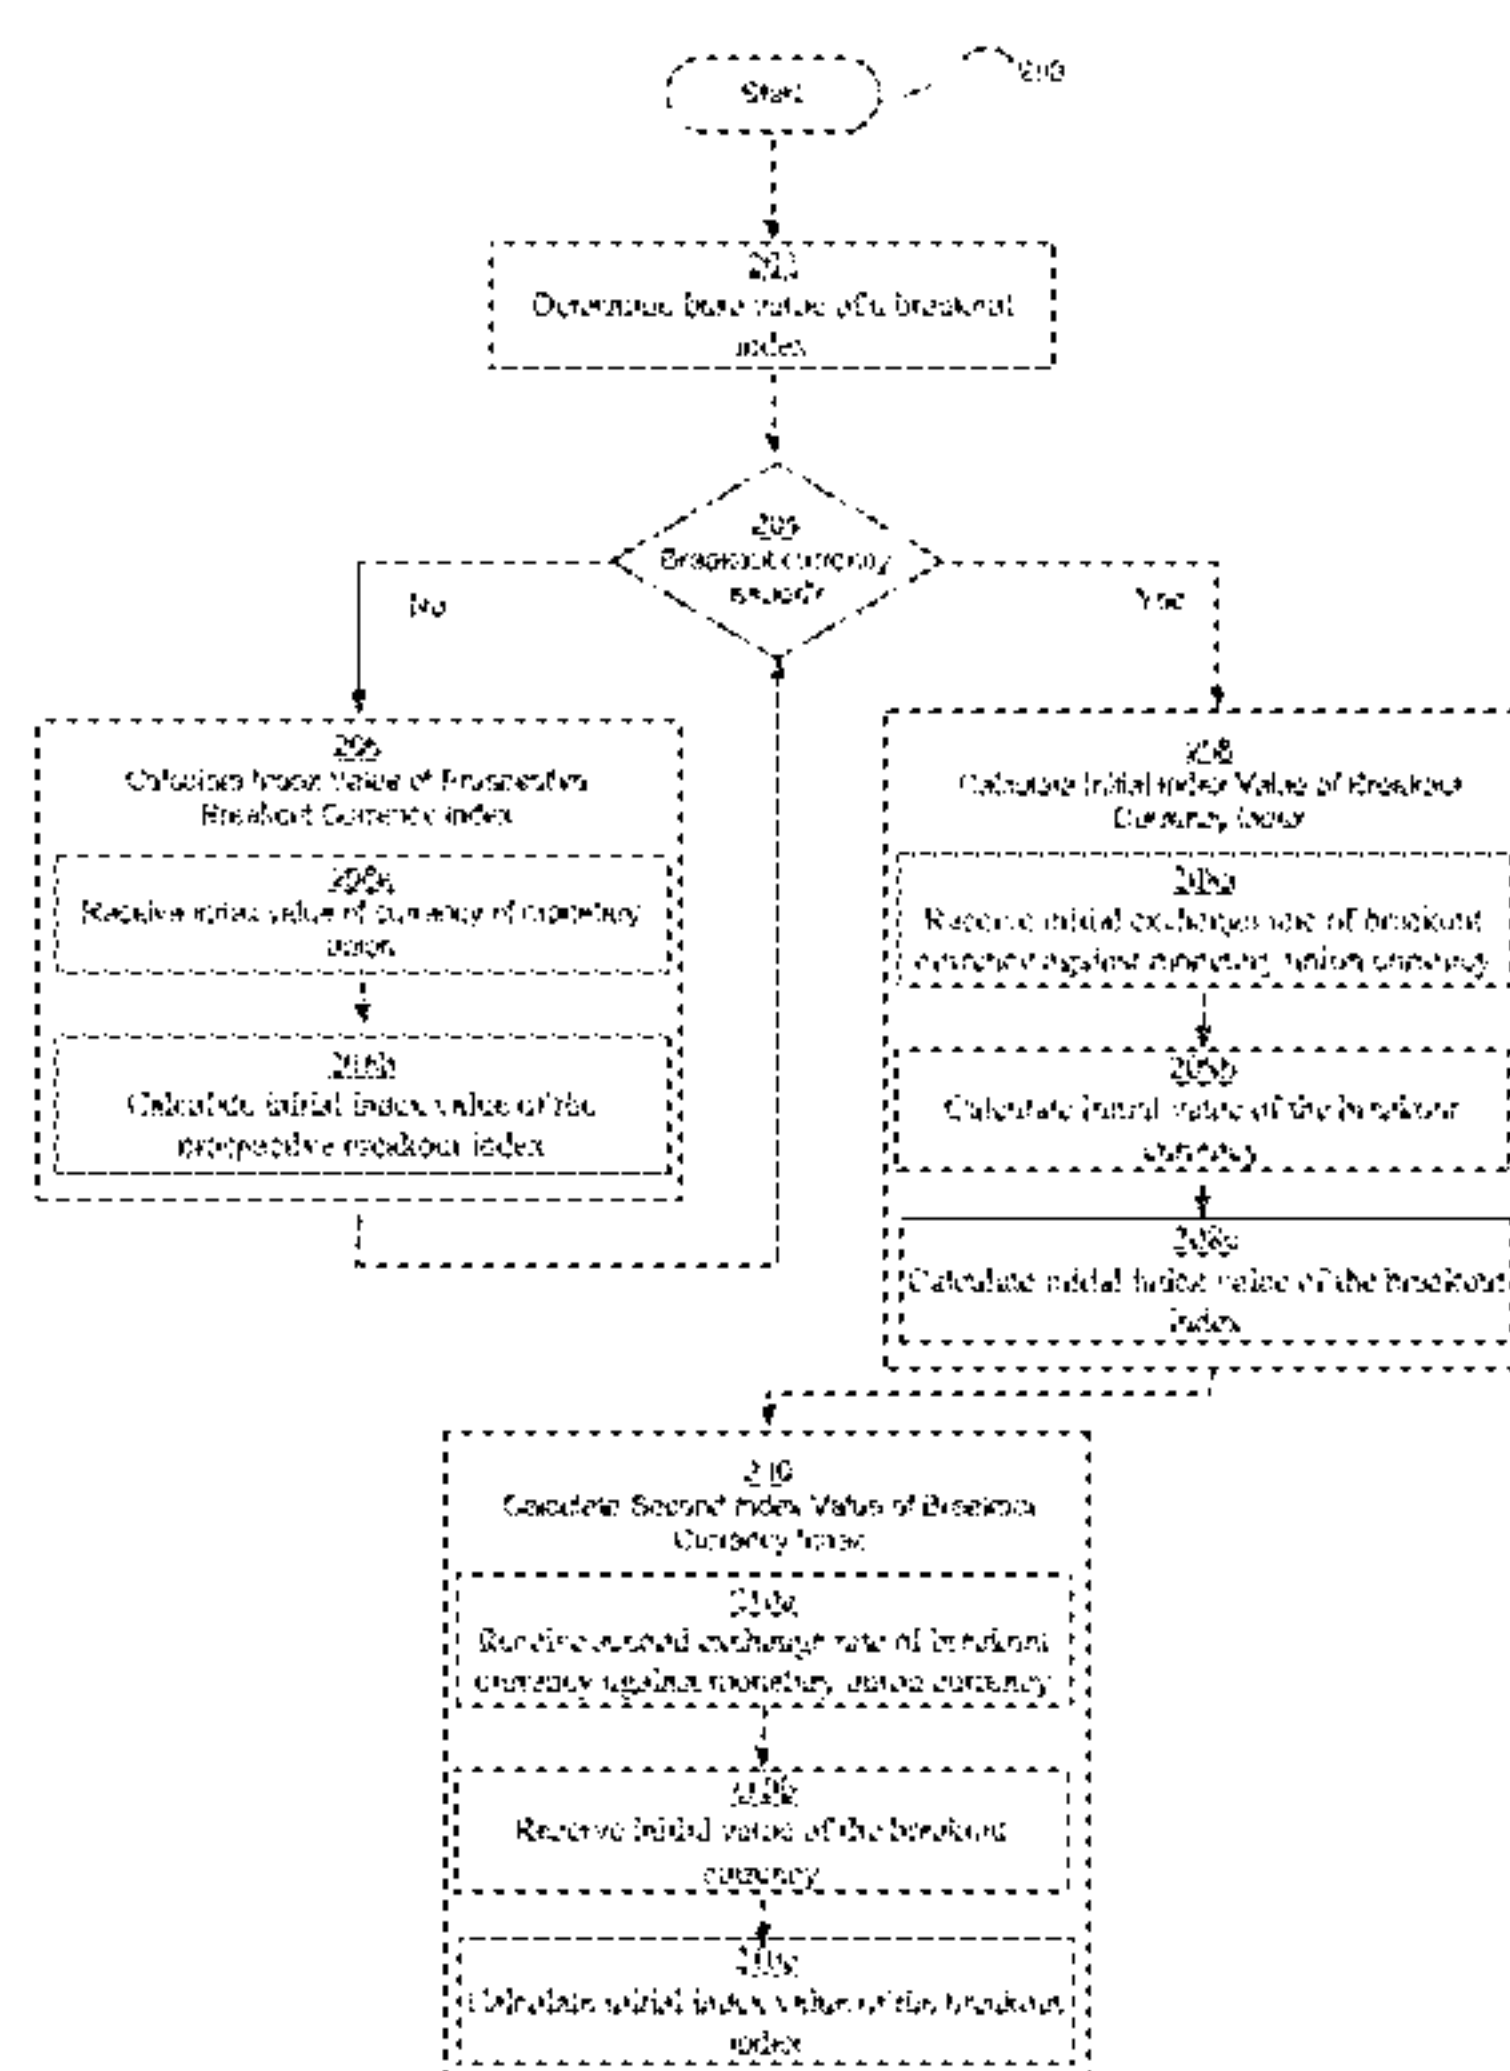 Start
200
Determine base value of a breakout
index
Breakout currency
No
Yes
206
Calculate Index Value of Prospective
Breakout Currency Index
206a
Receive index value of currency of monetary
union
206b
Calculate initial index value of the
prospective breakout index
208
Calculate Initial Index Value of Breakout
Currency Index
208a
Receive initial exchange rate of breakout
currency against monetary union currency
208b
Calculate initial value of the breakout
currency
208c
Calculate initial index value of the breakout
index
210
Calculate Second Index Value of Breakout
Currency Index
210a
Receive second exchange rate of breakout
currency against monetary union currency
210b
Receive initial value of the breakout
currency
210c
Calculate initial index value of the breakout
index